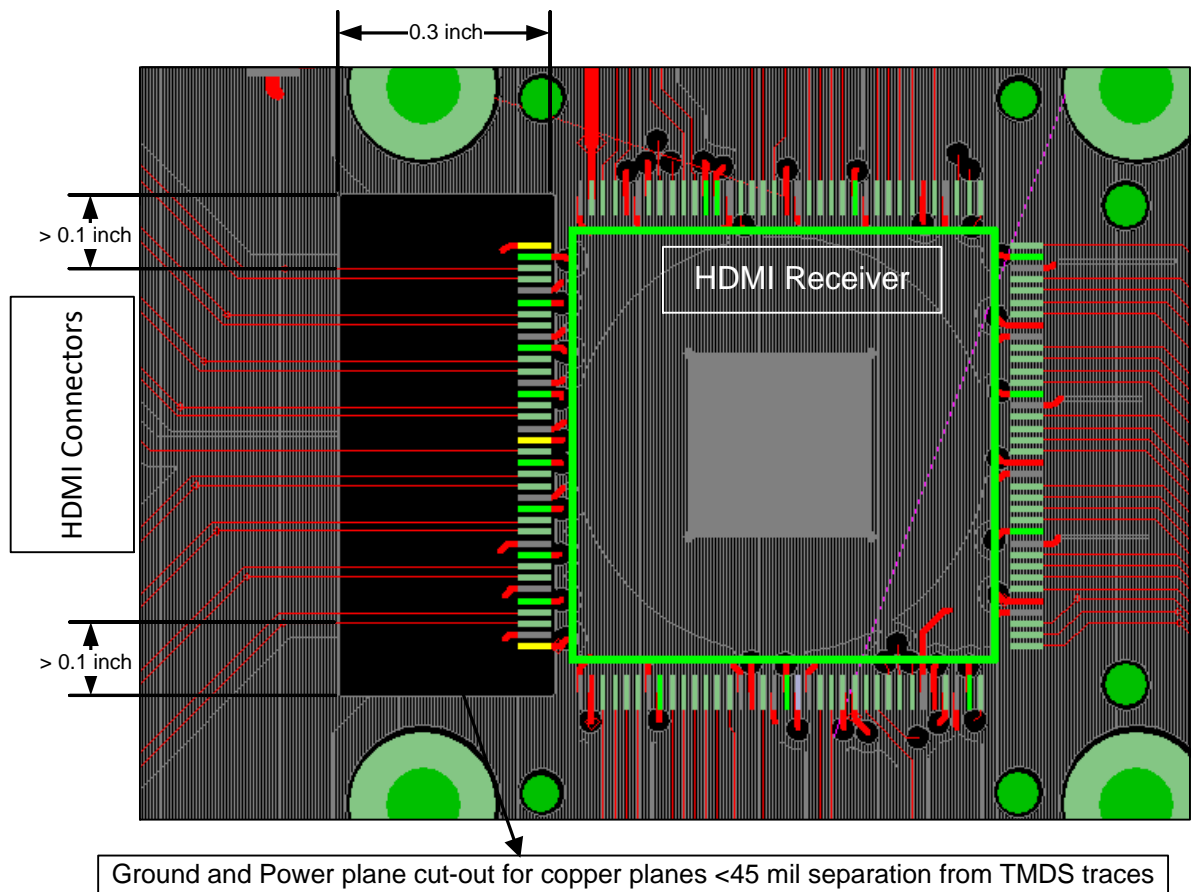 0.3 inch
> 0.1 inch
HDMI Receiver
HDMI Connectors
> 0.1 inch
Ground and Power plane cut-out for copper planes <45 mil separation from TMDS traces